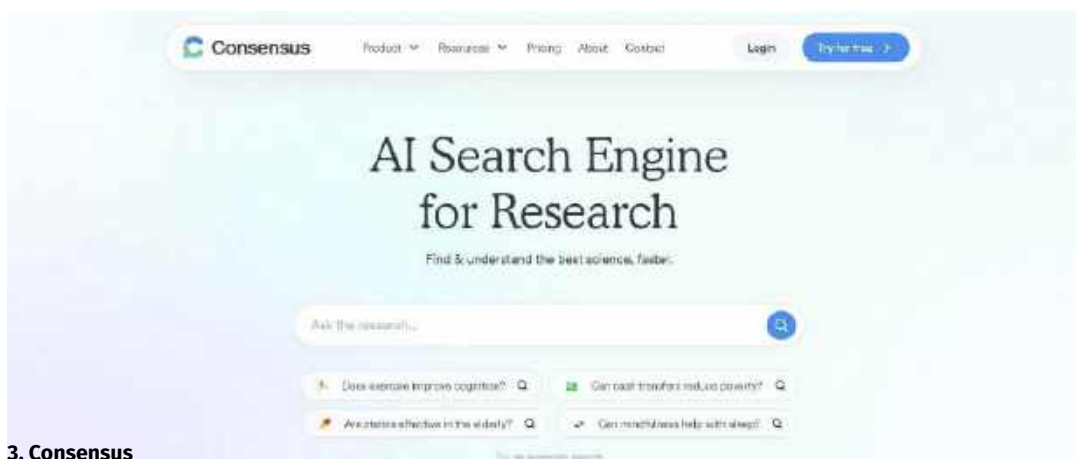 Consensus
Product Resources Pricing About Contact
Login
Try for free
AI Search Engine
for Research
Find & understand the best science, faster.
Ask the research...
Does exercise improve cognition?
Can cash transfers reduce poverty?
Are statins effective in the elderly?
Can mindfulness help with sleep?
3. Consensus